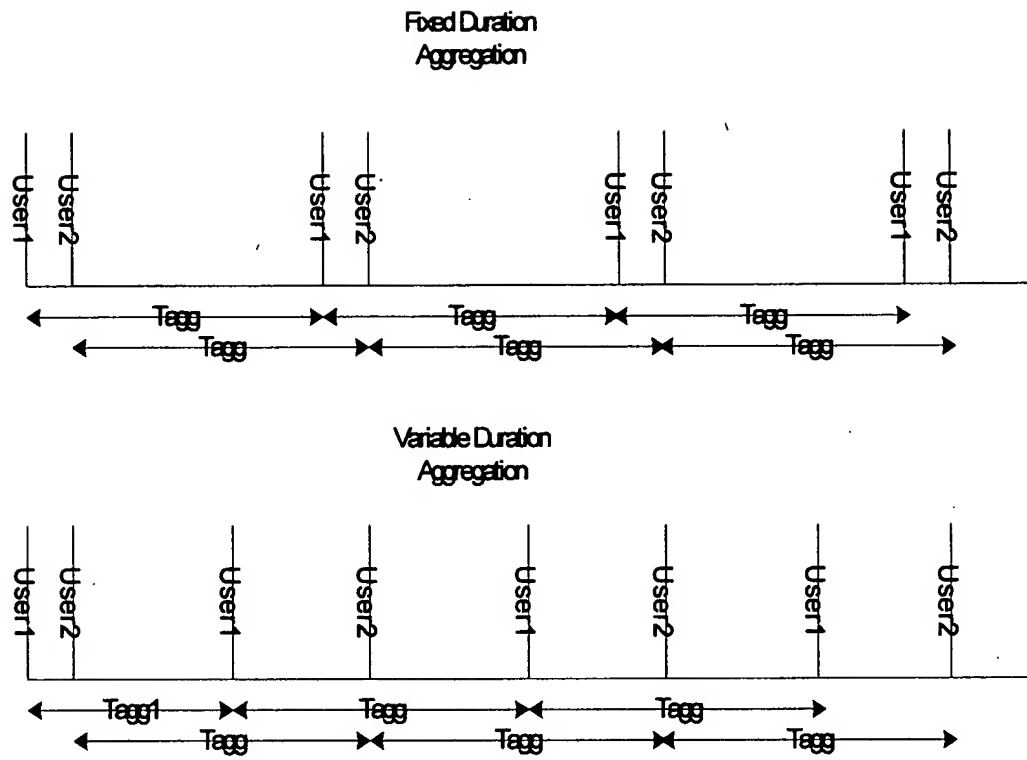 Fixed Duration
Aggregation
User1
User2
User1
User2
User1
User2
User1
User2
Tagg
Tagg
Tagg
Tagg
Tagg
Tagg
Variable Duration
Aggregation
User1
User2
User1
User2
User1
User2
User1
User2
Tagg1
Tagg
Tagg
Tagg
Tagg
Tagg